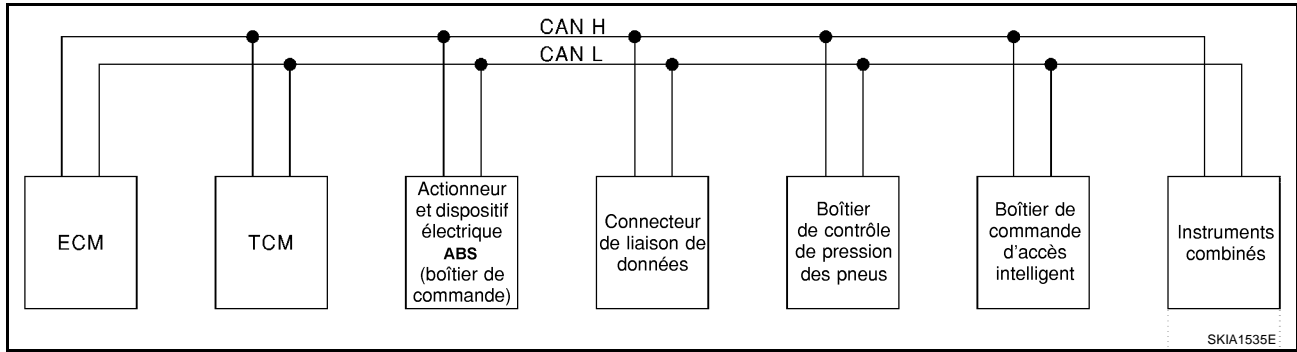 CAN H
CAN L
ECM
TCM
Actionneur
et dispositif
électrique
ABS
(boîtier de
commande)
Connecteur
de liaison de
données
Boîtier
de contrôle
de pression
des pneus
Boîtier de
commande
d'accès
intelligent
Instruments
combinés
SKIA1535E